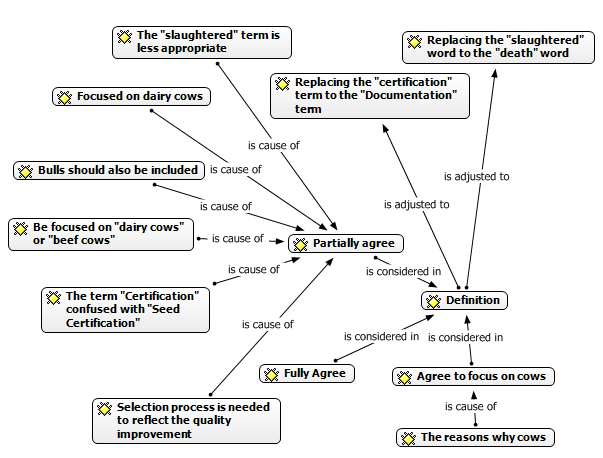 The "slaughtered" term is
less appropriate
Replacing the "slaughtered"
word to the "death" word
Replacing the "certification"
term to the "Documentation"
term
Focused on dairy cows
is cause of
Bulls should also be included
is cause of
is adjusted to
is cause of
is adjusted to
Be focused on "dairy cows"
or "beef cows"
is cause of
Partially agree
is cause of
is considered in
The term "Certification"
confused with "Seed
Certification"
Definition
is cause of
is considered in
is considered in
Fully Agree
Agree to focus on cows
Selection process is needed
to reflect the quality
improvement
is cause of
The reasons why cows